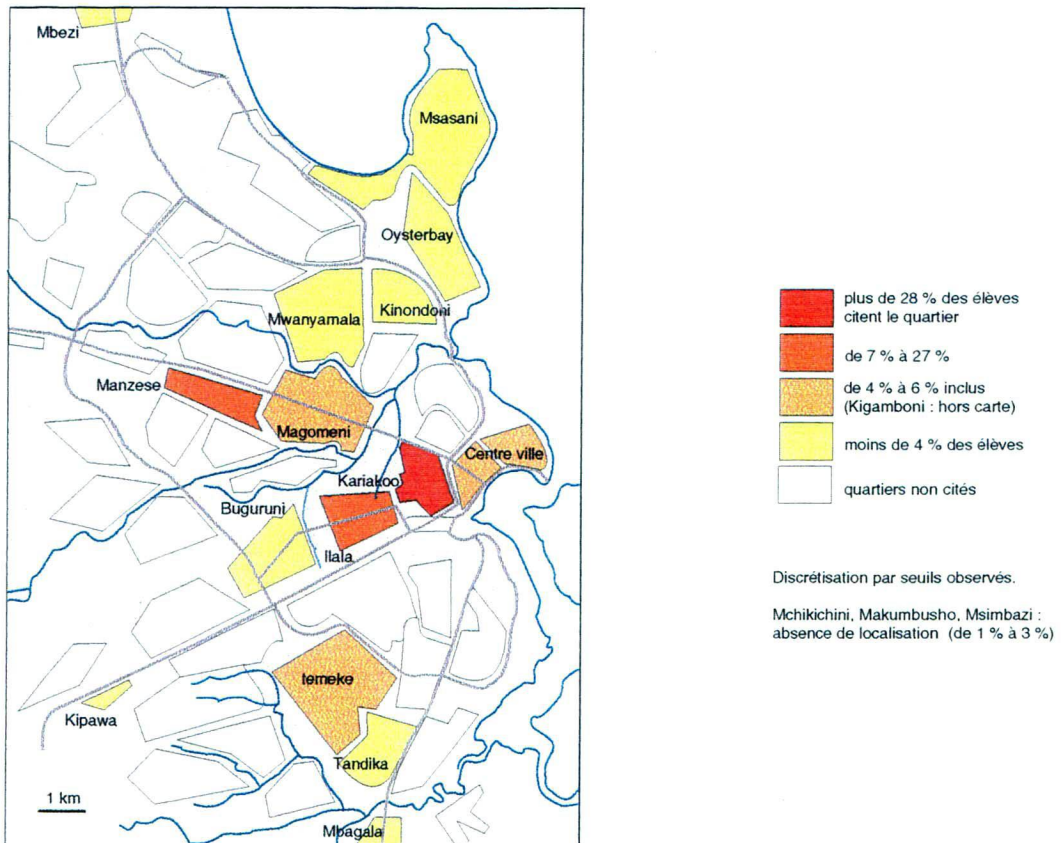 Mbezi
Msasani
Oysterbay
Mwanyamala
Kinondoni
Manzese
Magomeni
Centre ville
Kariakoo
Buguruni
Ilala
temeke
Kipawa
Tandika
1 km
Mbagala
plus de 28 % des élèves
citent le quartier
de 7 % à 27 %
de 4 % à 6 % inclus
(Kigamboni : hors carte)
moins de 4 % des élèves
quartiers non cités
Discrétisation par seuils observés.
Mchikichini, Makumbusho, Msimbazi :
absence de localisation (de 1 % à 3 %)